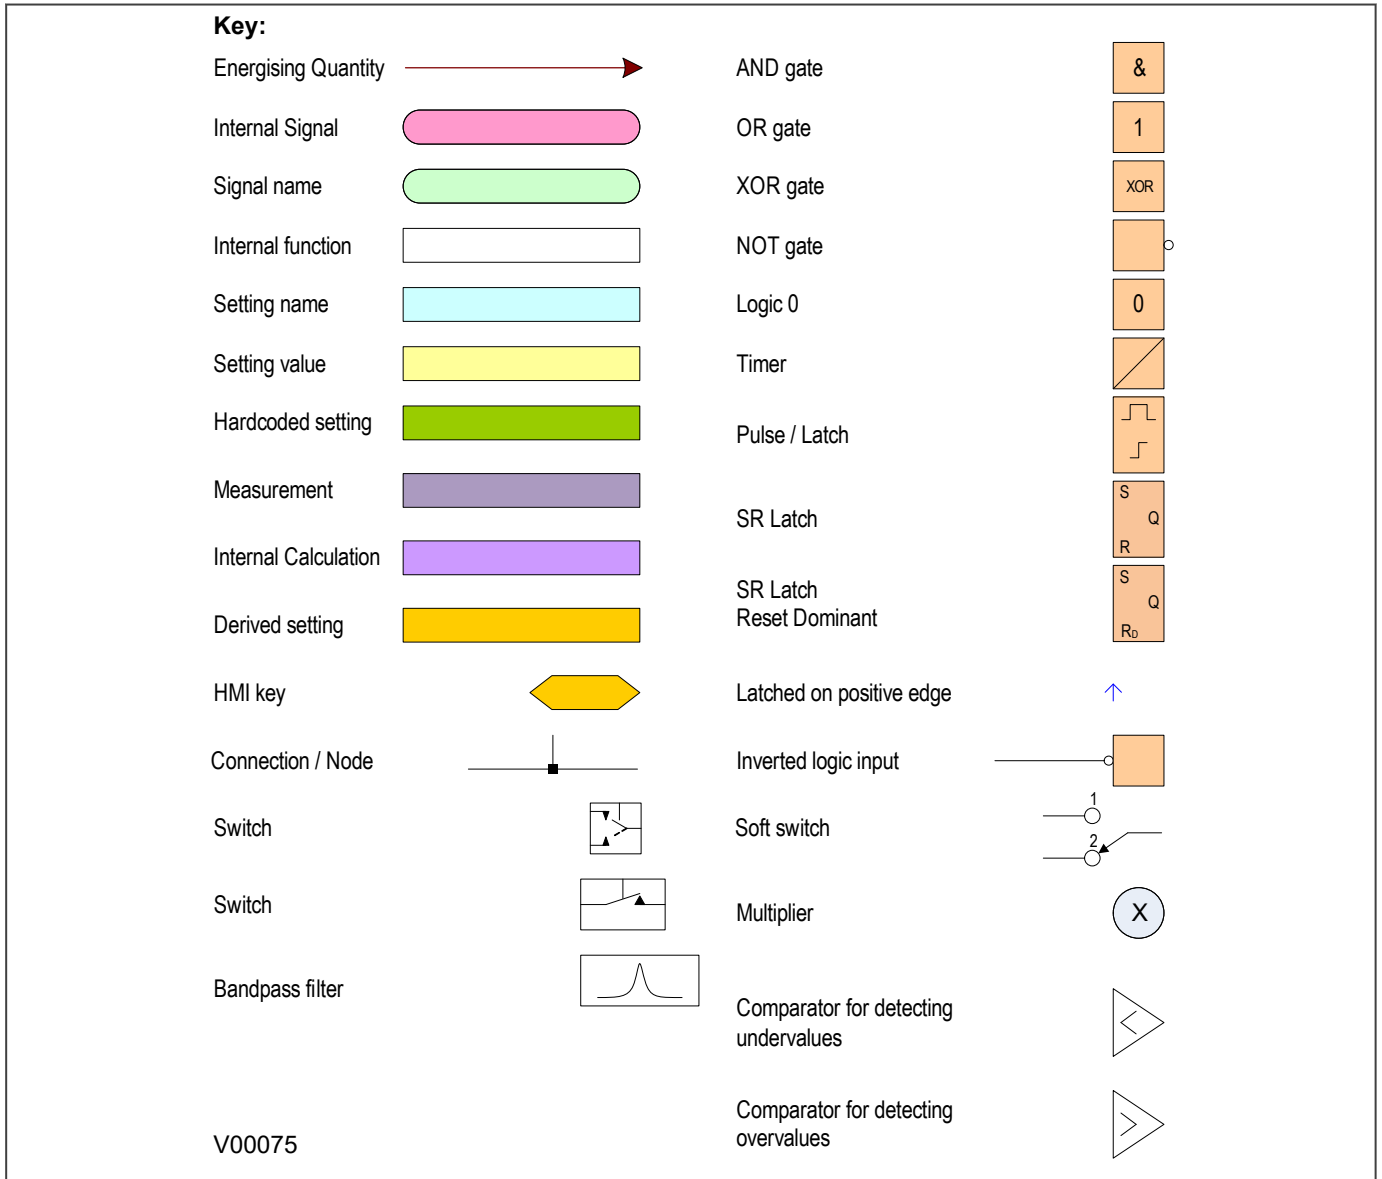 Key:
Energising Quantity
Internal Signal
Signal name
Internal function
Setting name
Setting value
Hardcoded setting
Measurement
Internal Calculation
Derived setting
HMI key
Connection / Node
Switch
Switch
Bandpass filter
V00075
AND gate
&
OR gate
1
XOR gate
XOR
NOT gate
Logic 0
0
Timer
Pulse / Latch
SR Latch
S
Q
R
SR Latch
Reset Dominant
S
Q
RD
Latched on positive edge
Inverted logic input
Soft switch
1
2
Multiplier
X
Comparator for detecting
undervalues
<
Comparator for detecting
overvalues
>